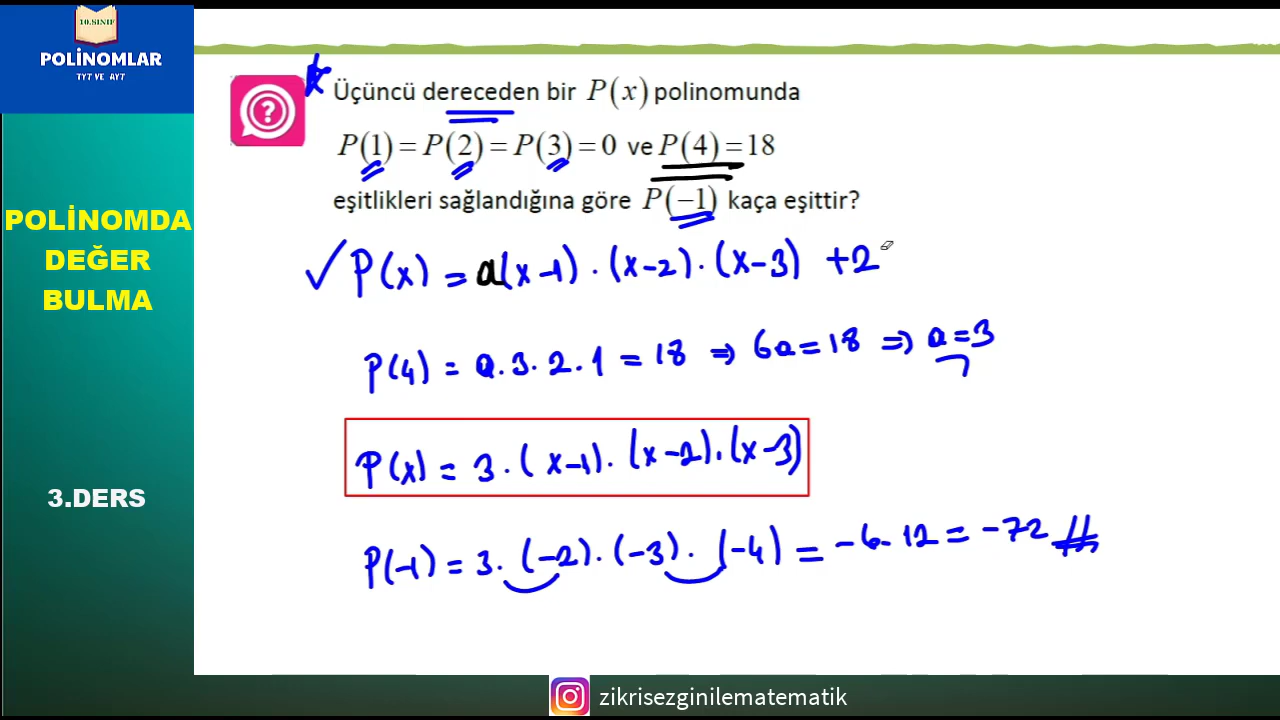 10.SINIF
POLİNOMLAR
TYT VE AYT
POLİNOMDA
DEĞER
BULMA
3.DERS
Üçüncü dereceden bir P(x) polinomunda
P(1) = P(2) = P(3) = 0 ve P(4) = 18
eşitlikleri sağlandığına göre P(−1) kaça eşittir?
P(x) = a(x-1) . (x-2) . (x-3) +2
P(4) = a . 3 . 2 . 1 = 18 ⇒ 6a = 18 ⇒ a = 3
P(x) = 3 . (x-1) . (x-2) . (x-3)
P(-1) = 3 . (-2) . (-3) . (-4) = -6 . 12 = -72 //
zikrisezginilematematik